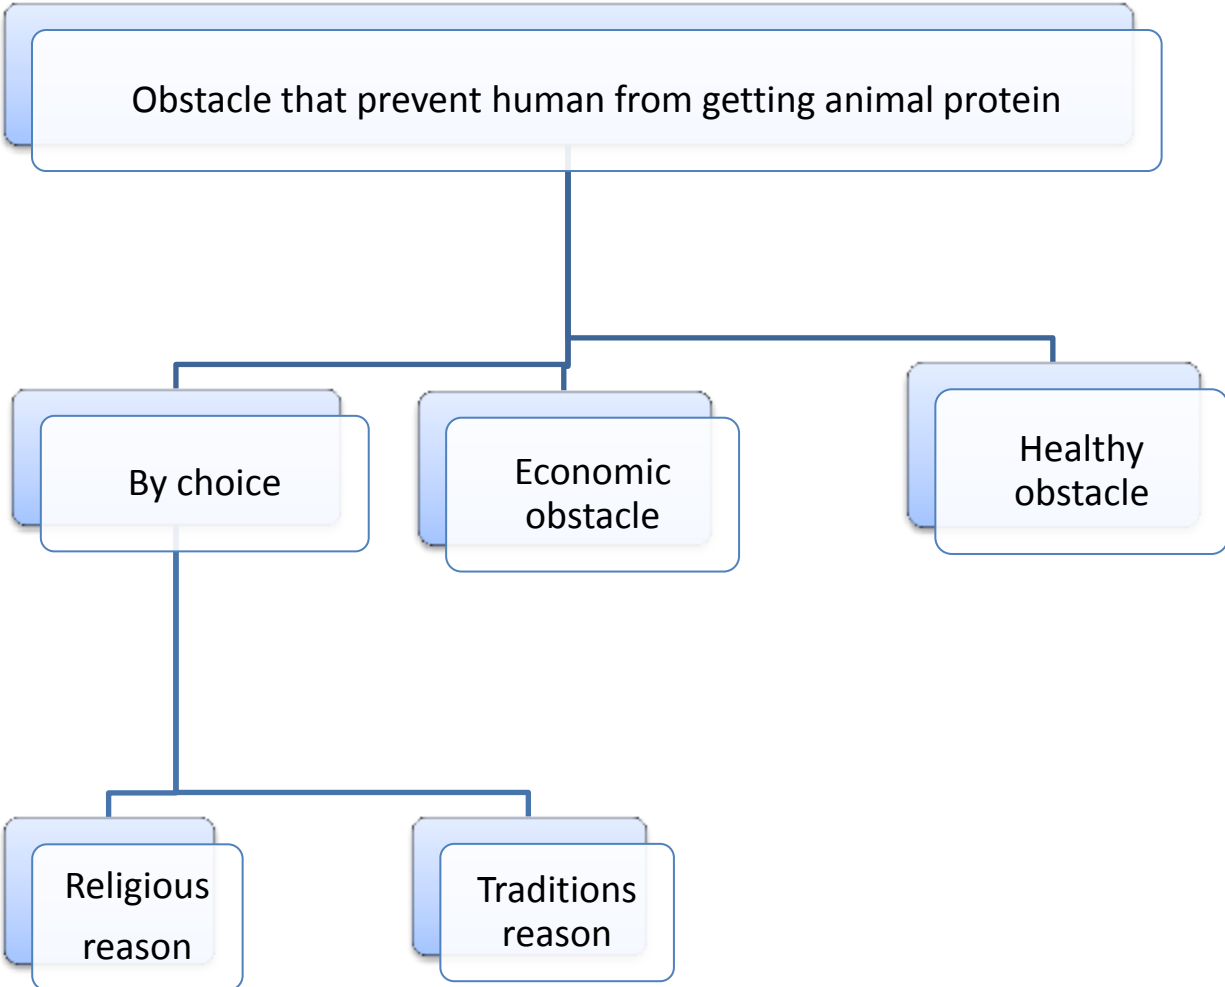 Obstacle that prevent human from getting animal protein
By choice
Economic
obstacle
Healthy
obstacle
Religious
reason
Traditions
reason